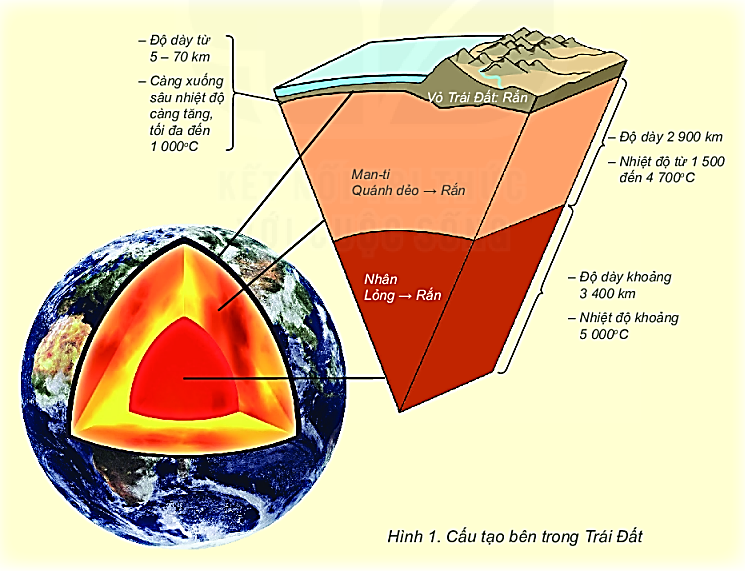 – Độ dày từ
5 – 70 km
– Càng xuống
sâu nhiệt độ
càng tăng,
tối đa đến
1 000°C
Vỏ Trái Đất: Rắn
– Độ dày 2 900 km
– Nhiệt độ từ 1 500
đến 4 700°C
Man-ti
Quánh dẻo → Rắn
Nhân
Lỏng → Rắn
– Độ dày khoảng
3 400 km
– Nhiệt độ khoảng
5 000°C
Hình 1. Cấu tạo bên trong Trái Đất